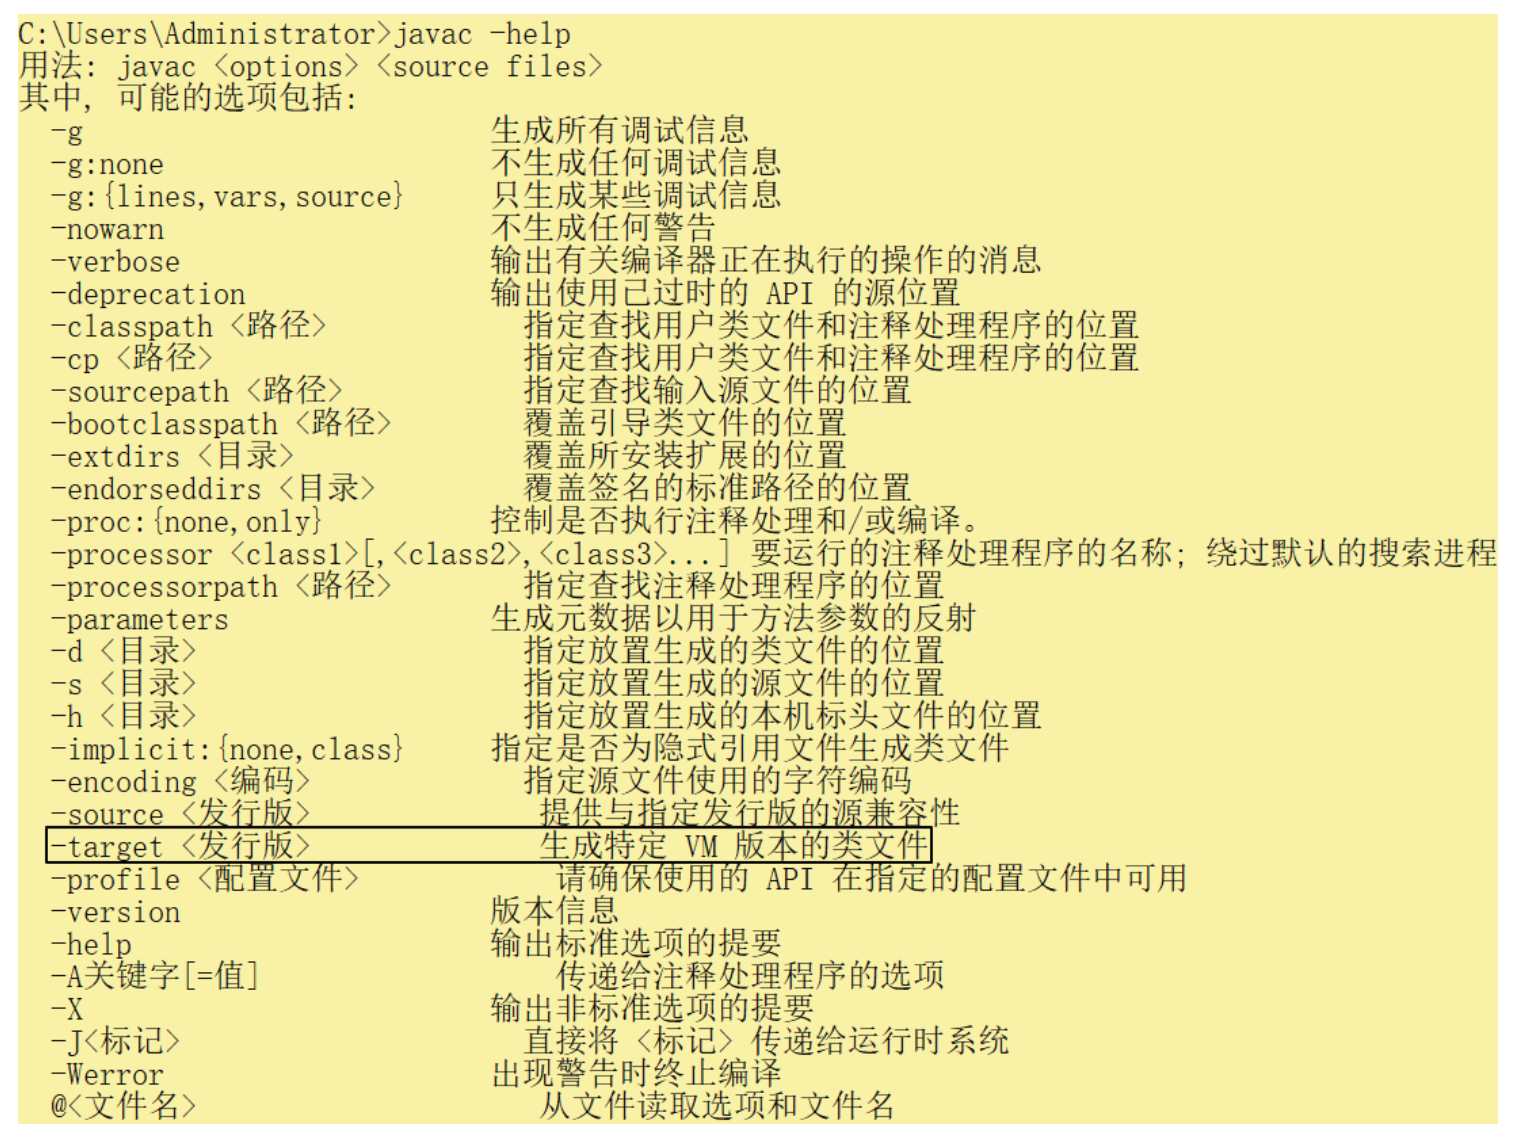 C:\Users\Administrator>javac -help
用法: javac <options> <source files>
其中, 可能的选项包括:
-g 生成所有调试信息
-g:none 不生成任何调试信息
-g:{lines,vars,source} 只生成某些调试信息
-nowarn 不生成任何警告
-verbose 输出有关编译器正在执行的操作的消息
-deprecation 输出使用已过时的 API 的源位置
-classpath <路径> 指定查找用户类文件和注释处理程序的位置
-cp <路径> 指定查找用户类文件和注释处理程序的位置
-sourcepath <路径> 指定查找输入源文件的位置
-bootclasspath <路径> 覆盖引导类文件的位置
-extdirs <目录> 覆盖所安装扩展的位置
-endorseddirs <目录> 覆盖签名的标准路径的位置
-proc:{none,only} 控制是否执行注释处理和/或编译。
-processor <class1>[,<class2>,<class3>...] 要运行的注释处理程序的名称; 绕过默认的搜索进程
-processorpath <路径> 指定查找注释处理程序的位置
-parameters 生成元数据以用于方法参数的反射
-d <目录> 指定放置生成的类文件的位置
-s <目录> 指定放置生成的源文件的位置
-h <目录> 指定放置生成的本机标头文件的位置
-implicit:{none,class} 指定是否为隐式引用文件生成类文件
-encoding <编码> 指定源文件使用的字符编码
-source <发行版> 提供与指定发行版的源兼容性
-target <发行版> 生成特定 VM 版本的类文件
-profile <配置文件> 请确保使用的 API 在指定的配置文件中可用
-version 版本信息
-help 输出标准选项的提要
-A关键字[=值] 传递给注释处理程序的选项
-X 输出非标准选项的提要
-J<标记> 直接将 <标记> 传递给运行时系统
-Werror 出现警告时终止编译
@<文件名> 从文件读取选项和文件名